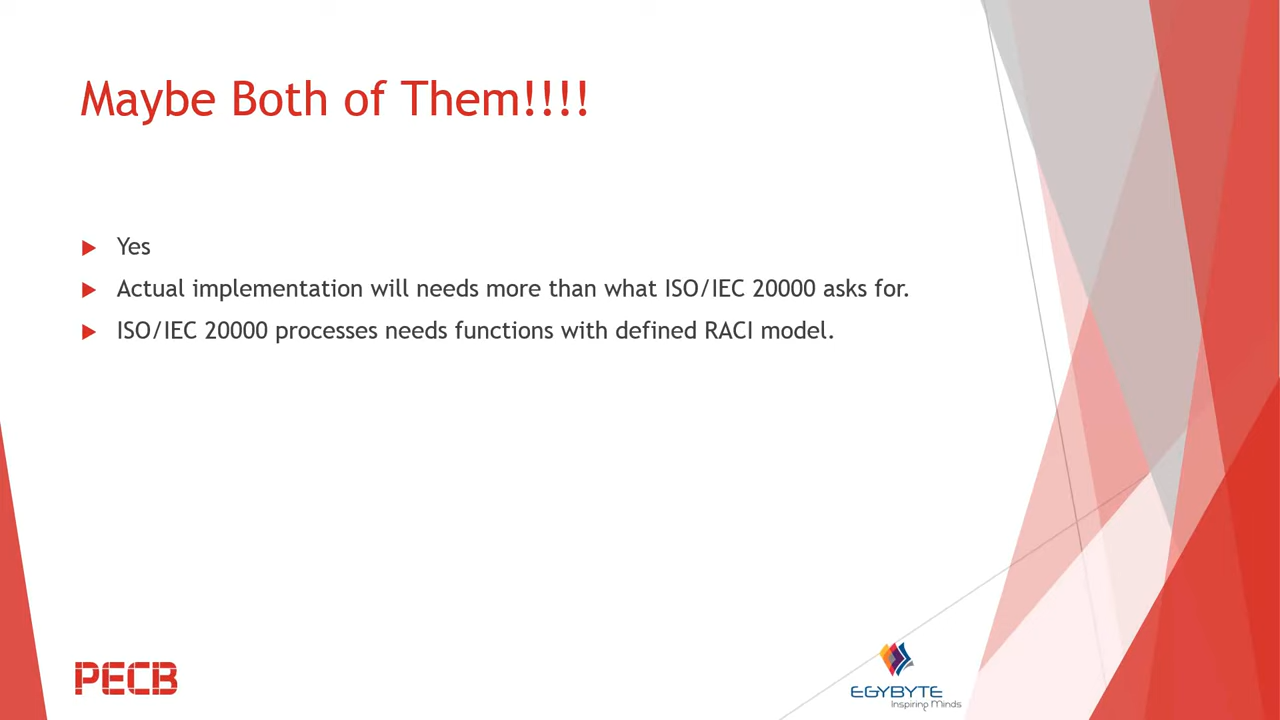 Maybe Both of Them!!!!
Yes
Actual implementation will needs more than what ISO/IEC 20000 asks for.
ISO/IEC 20000 processes needs functions with defined RACI model.
PECB
EGYBYTE
Inspiring Minds